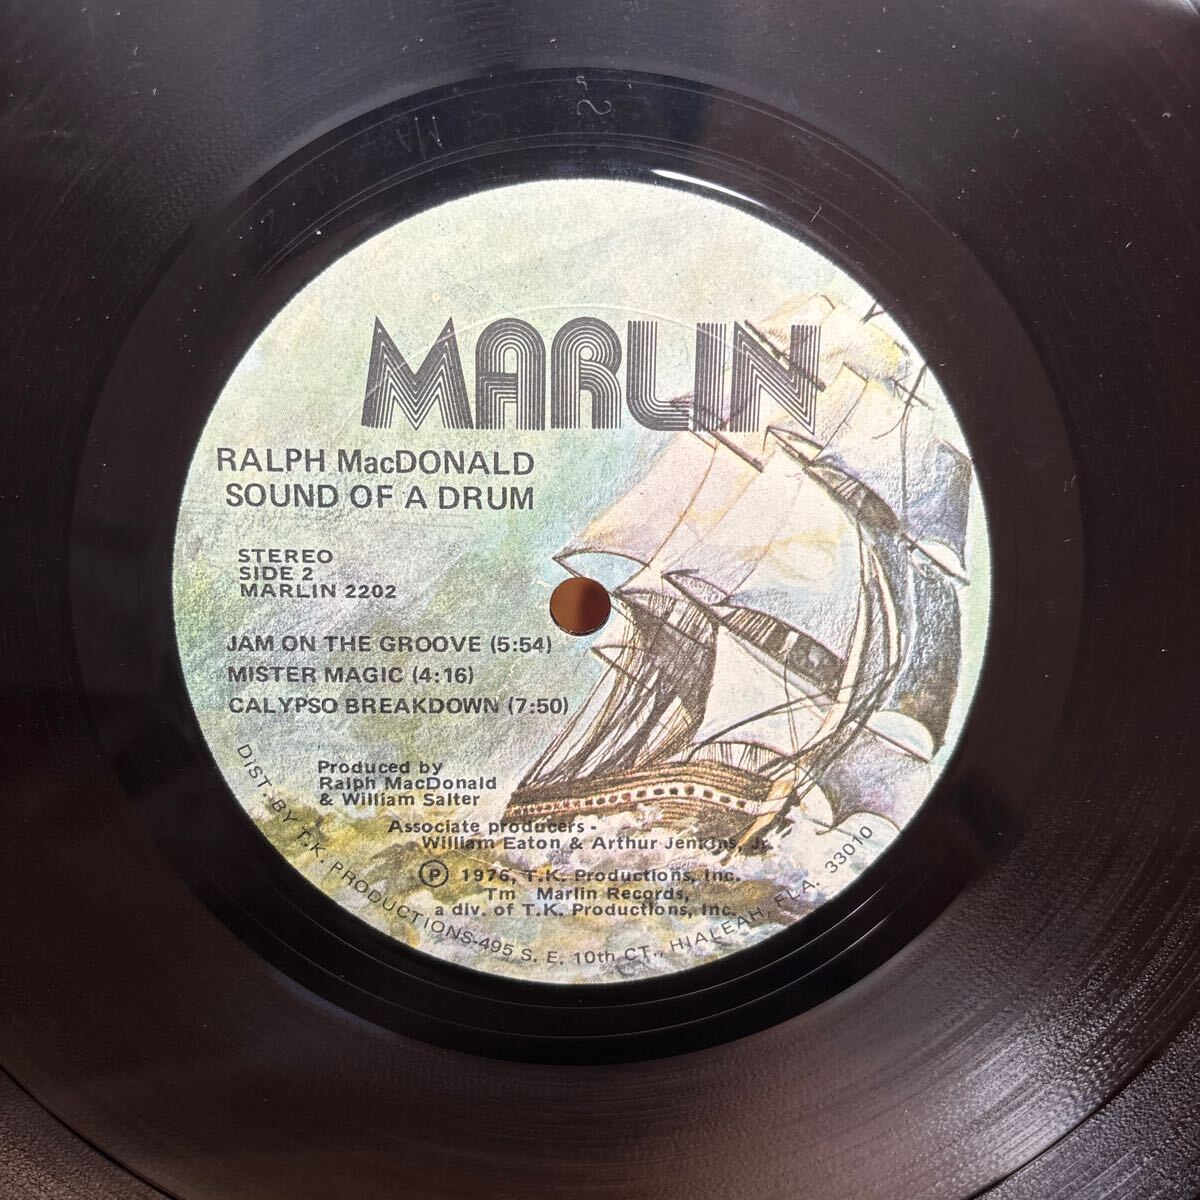 MARLIN
RALPH MacDONALD
SOUND OF A DRUM
STEREO
SIDE 2
MARLIN 2202
JAM ON THE GROOVE (5:54)
MISTER MAGIC (4:16)
CALYPSO BREAKDOWN (7:50)
Produced by
Ralph MacDonald
& William Salter
Associate producers -
William Eaton & Arthur Jenkins, Jr.
Ⓟ 1976, T.K. Productions, Inc.
Tm Marlin Records,
a div. of T.K. Productions, Inc.
DIST. BY T.K. PRODUCTIONS-495 S. E. 10th CT., HIALEAH, FLA. 33010